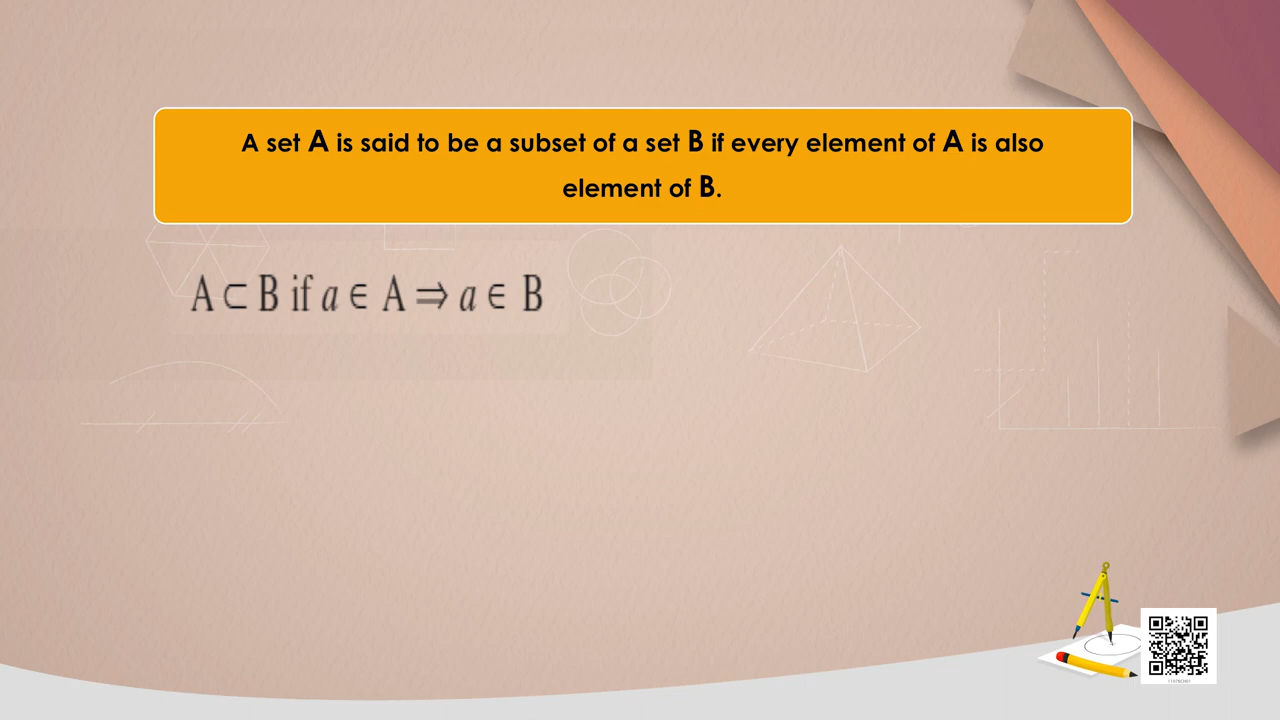 A set A is said to be a subset of a set B if every element of A is also
element of B.
A ⊂ B if a ∈ A ⇒ a ∈ B